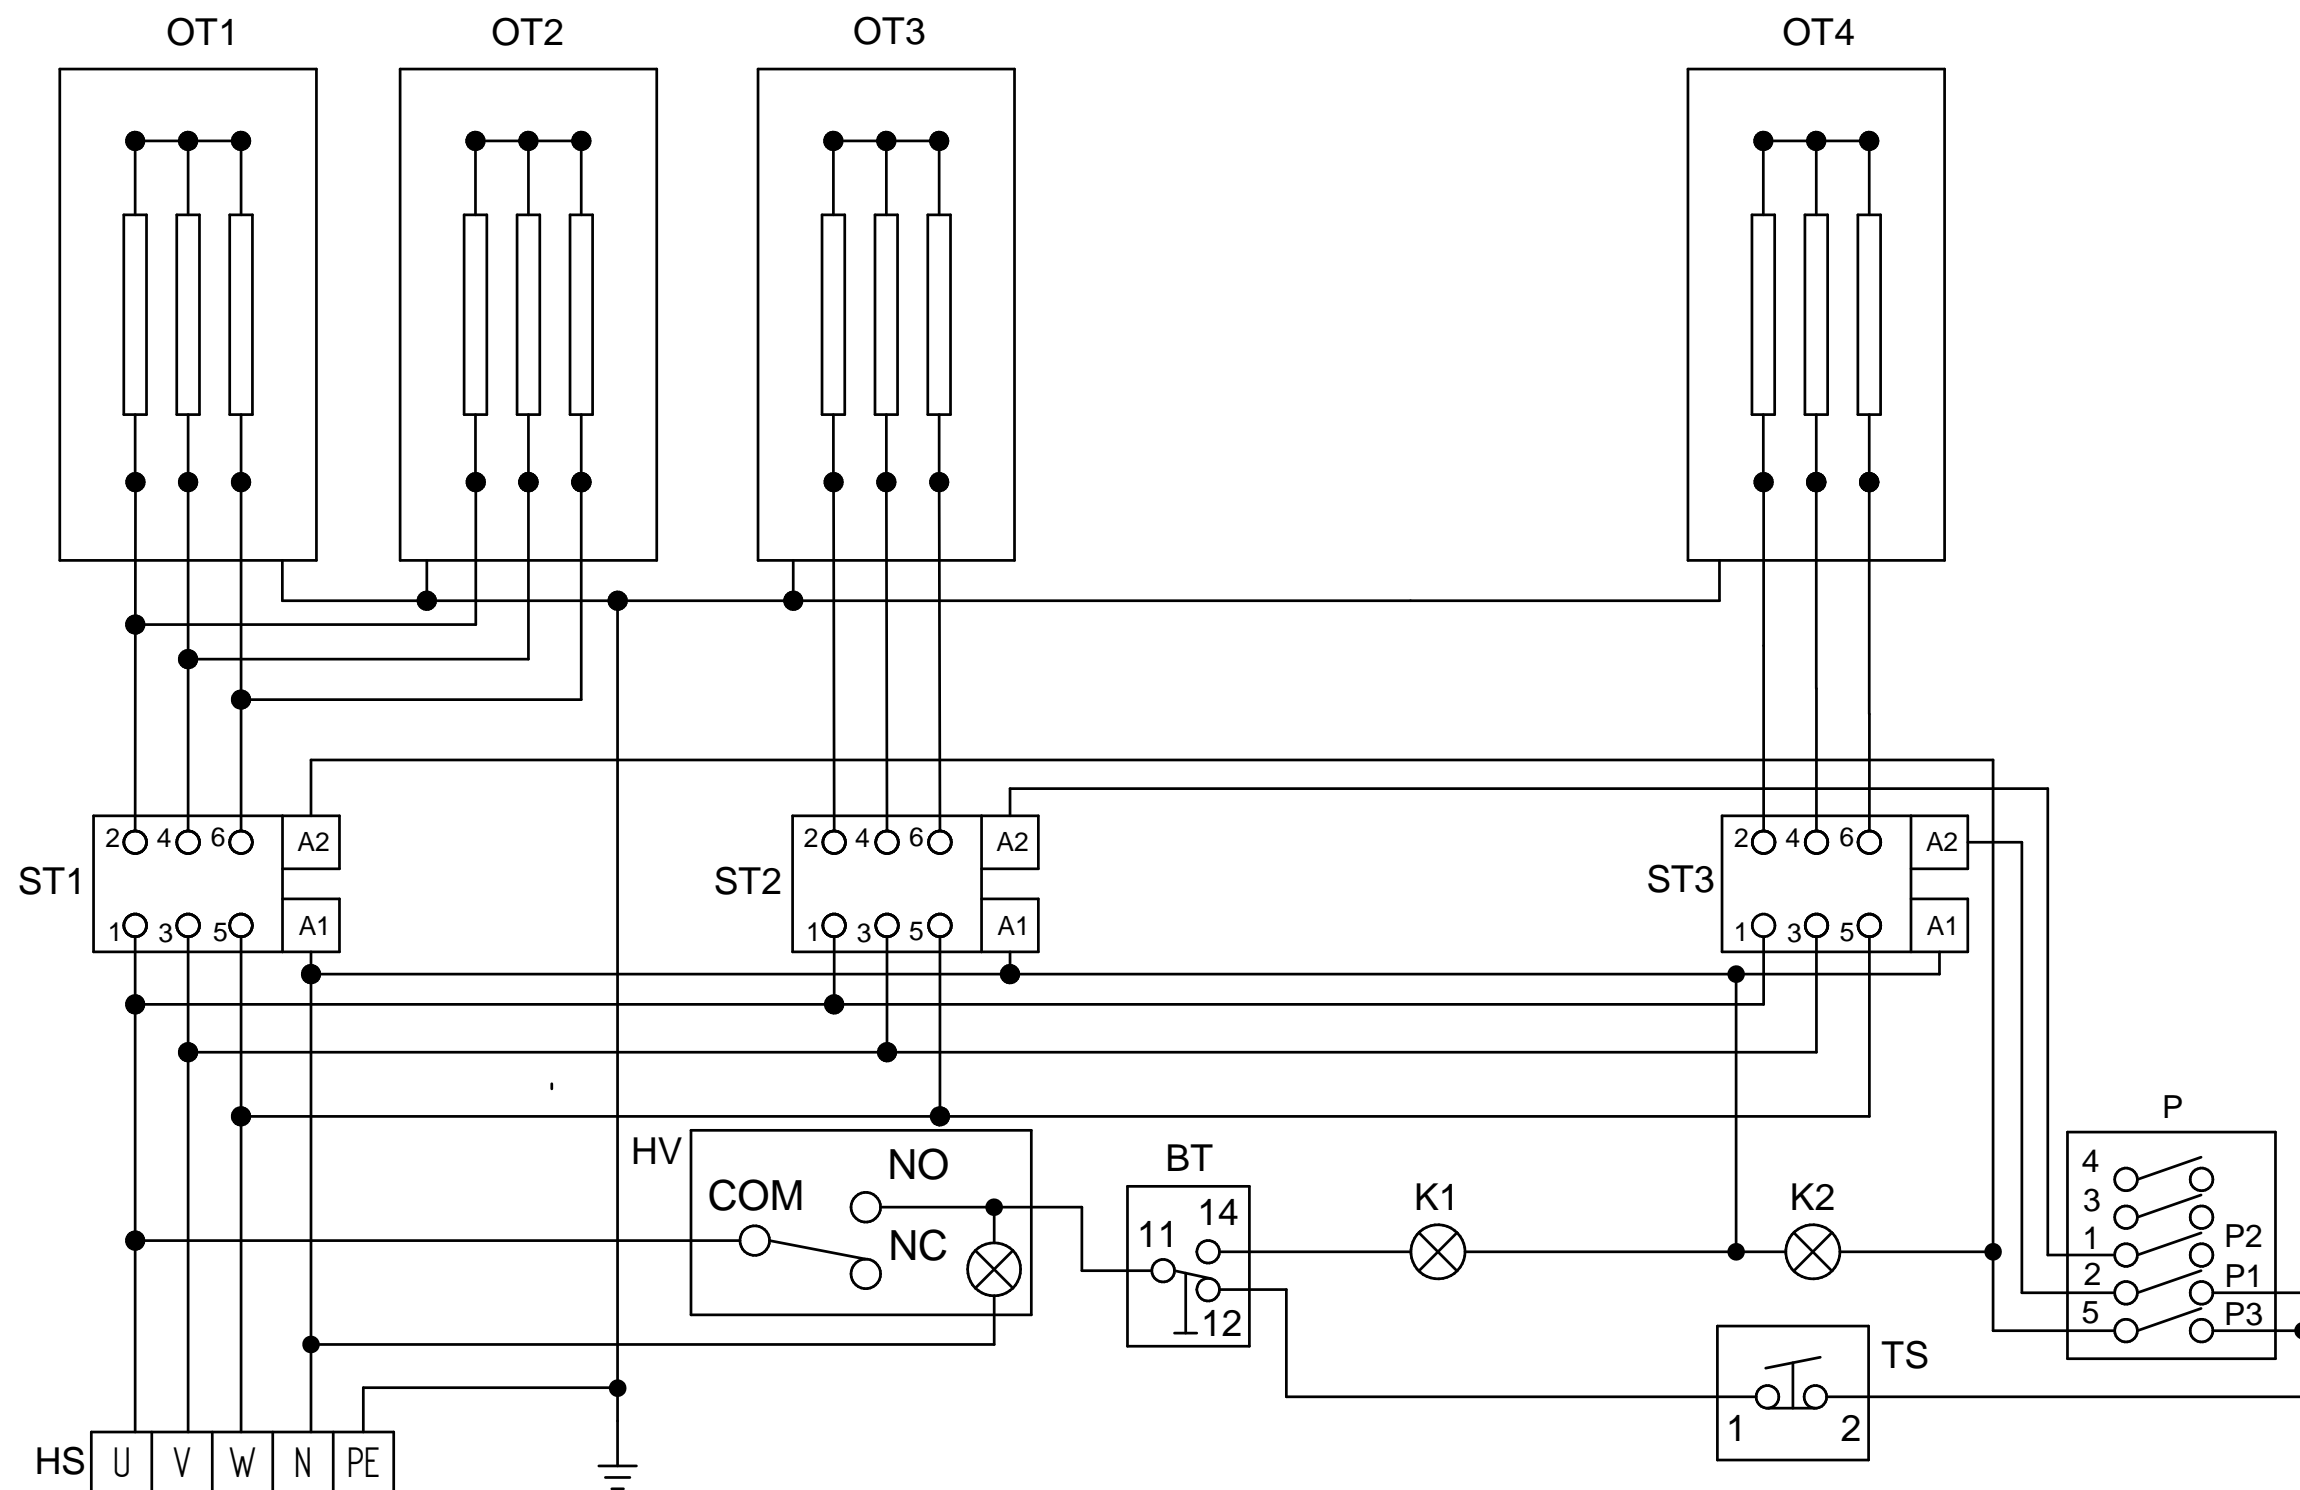 OT1 OT2 OT3 OT4
2 4 6 A2 2 4 6 A2 2 4 6 A2
ST1 ST2 ST3
1 3 5 A1 1 3 5 A1 1 3 5 A1
P
HV NO BT
COM 14 K1 K2 4
11 3
NC 1 P2
2 P1
12 5 P3
TS
1 2
HS U V W N PE